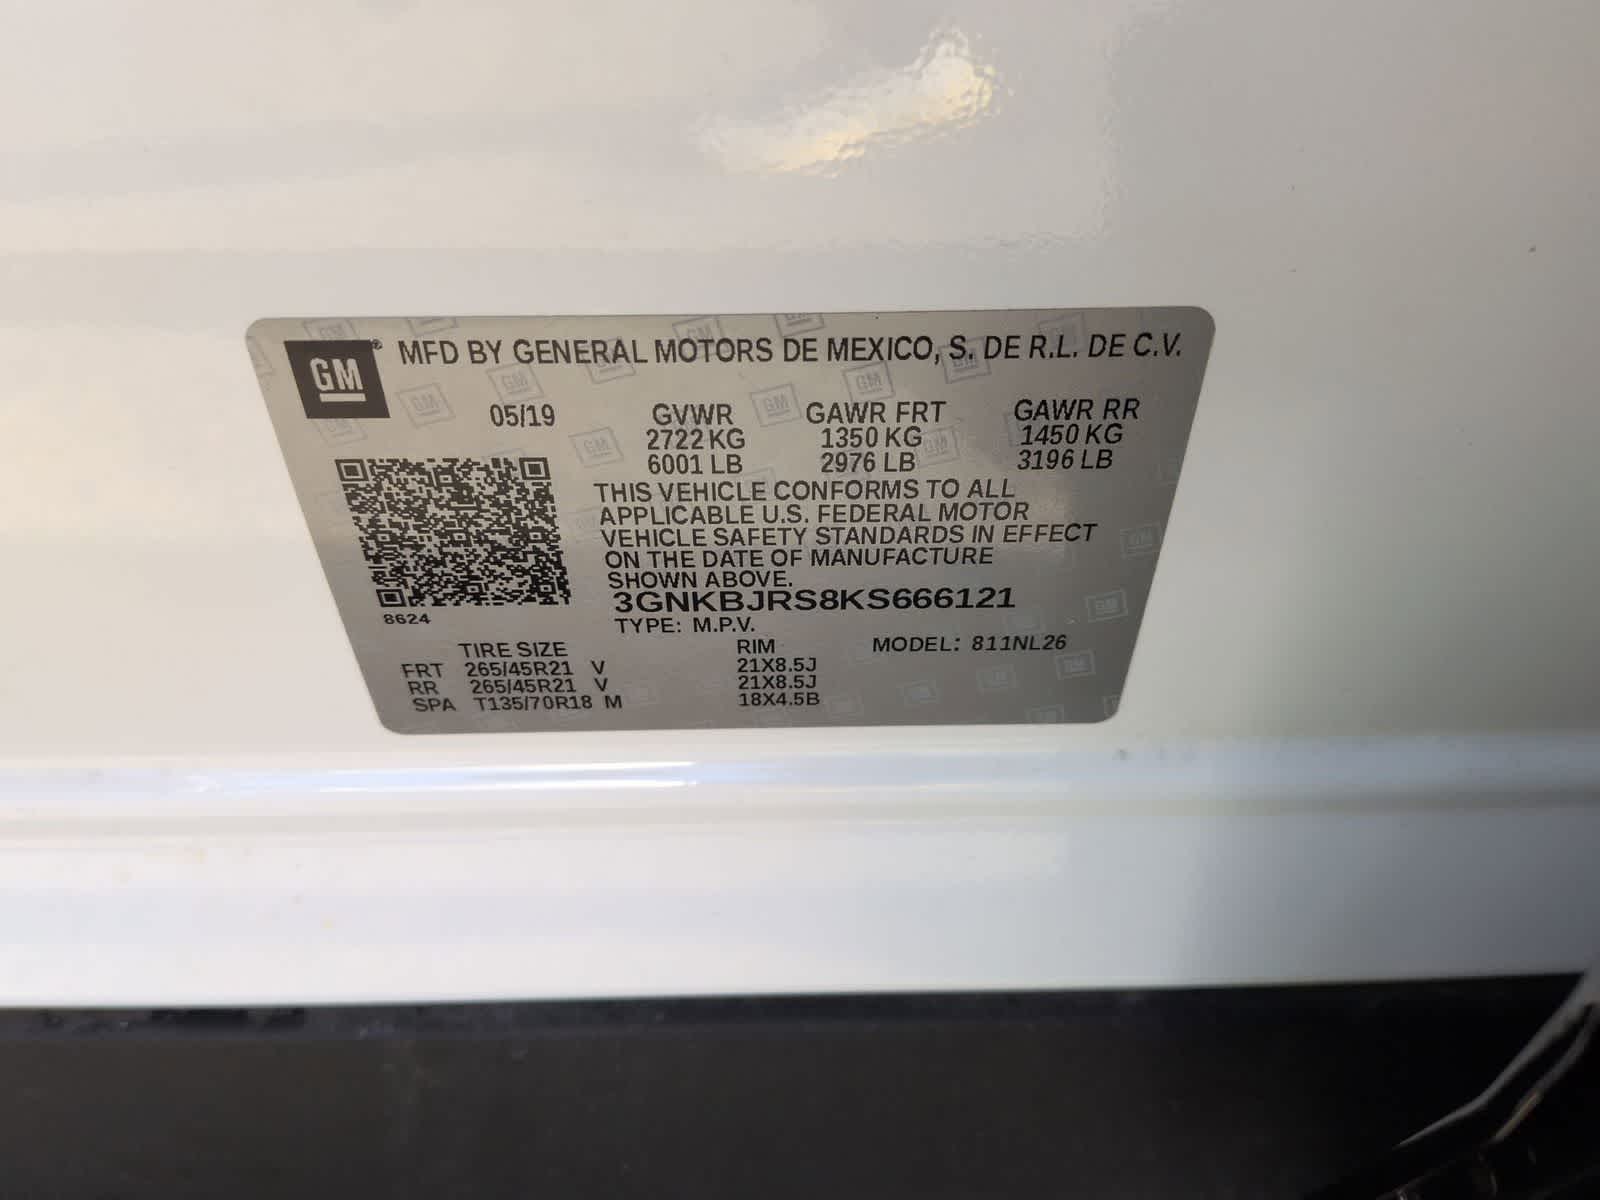 GM® MFD BY GENERAL MOTORS DE MEXICO, S. DE R.L. DE C.V.
05/19 GVWR GAWR FRT GAWR RR
2722 KG 1350 KG 1450 KG
6001 LB 2976 LB 3196 LB
THIS VEHICLE CONFORMS TO ALL
APPLICABLE U.S. FEDERAL MOTOR
VEHICLE SAFETY STANDARDS IN EFFECT
ON THE DATE OF MANUFACTURE
SHOWN ABOVE.
3GNKBJRS8KS666121
8624
TYPE: M.P.V.
TIRE SIZE RIM MODEL: 811NL26
FRT 265/45R21 V 21X8.5J
RR 265/45R21 V 21X8.5J
SPA T135/70R18 M 18X4.5B